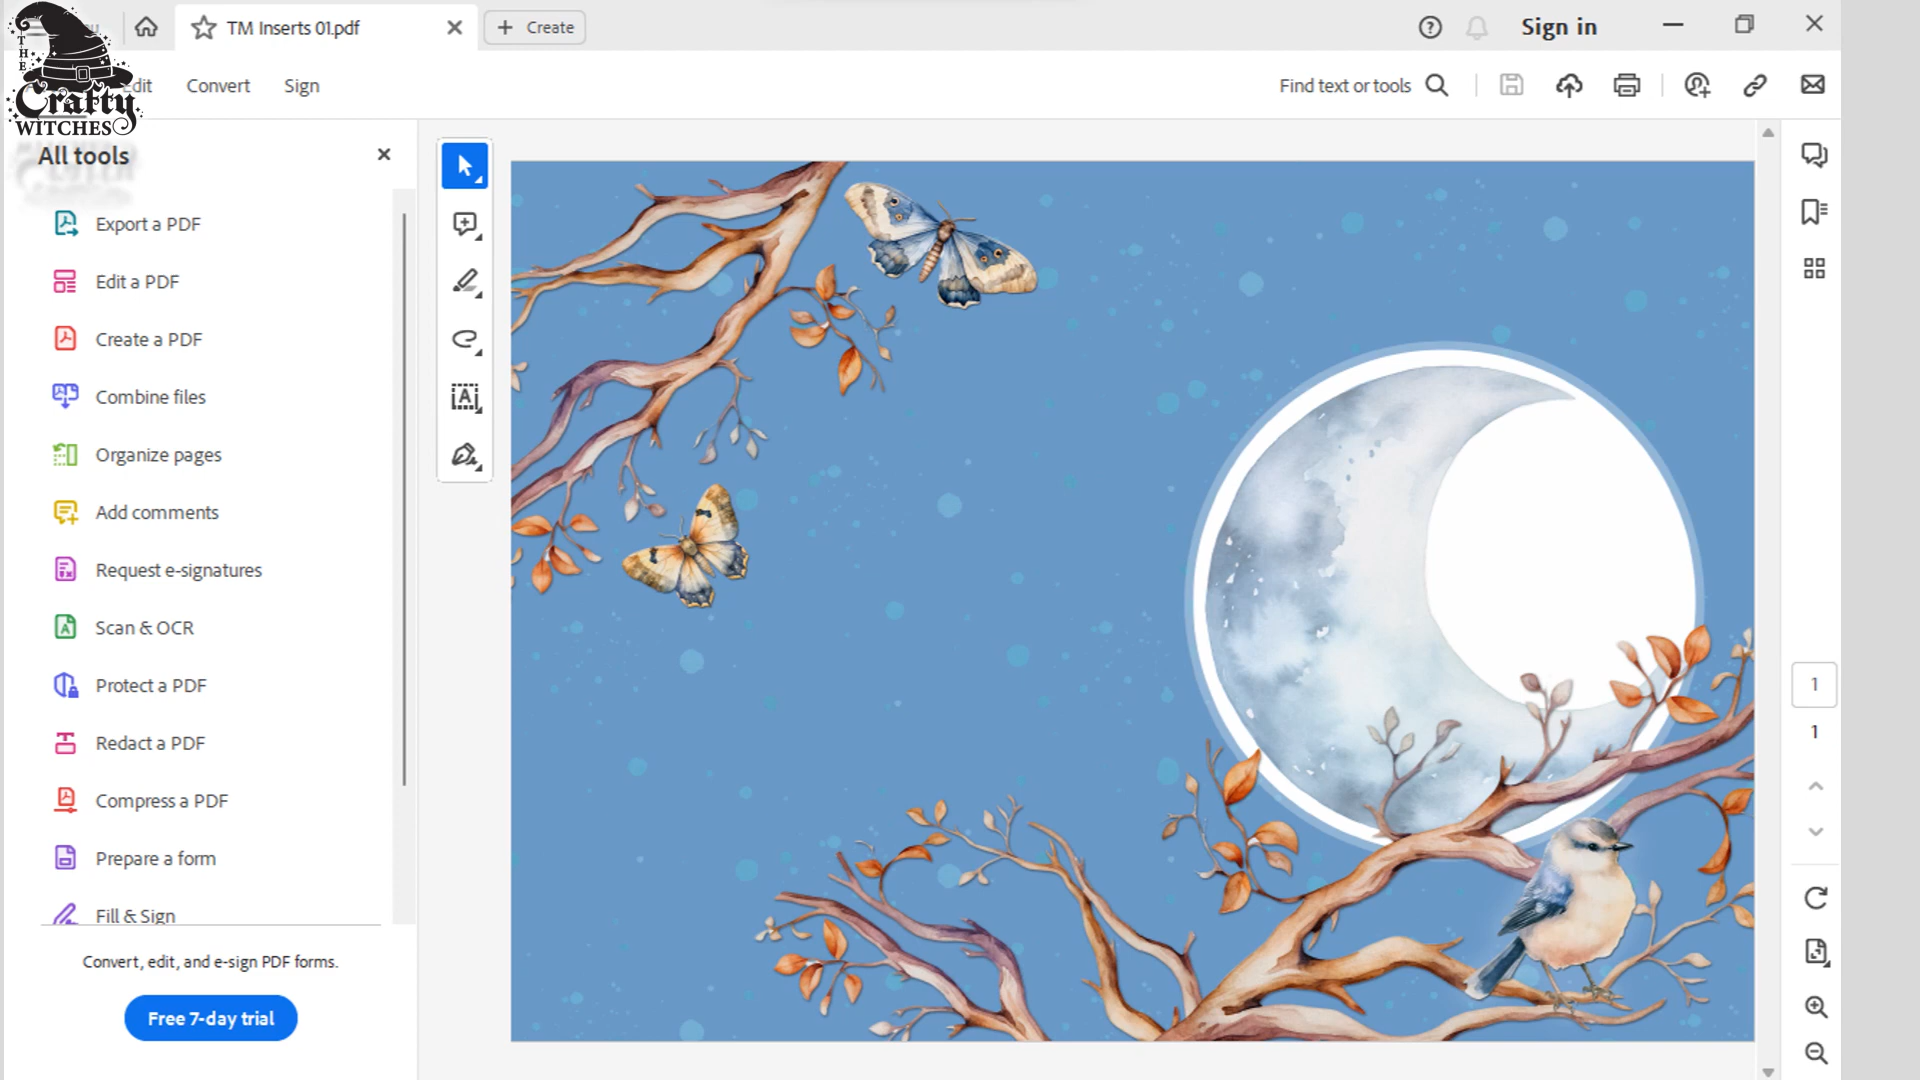 THE
Crafty
WITCHES
TM Inserts 01.pdf
Create
Sign in
Convert
Sign
Find text or tools
All tools
Export a PDF
Edit a PDF
Create a PDF
Combine files
Organize pages
Add comments
Request e-signatures
Scan & OCR
Protect a PDF
Redact a PDF
Compress a PDF
Prepare a form
Fill & Sign
Convert, edit, and e-sign PDF forms.
Free 7-day trial
1
1